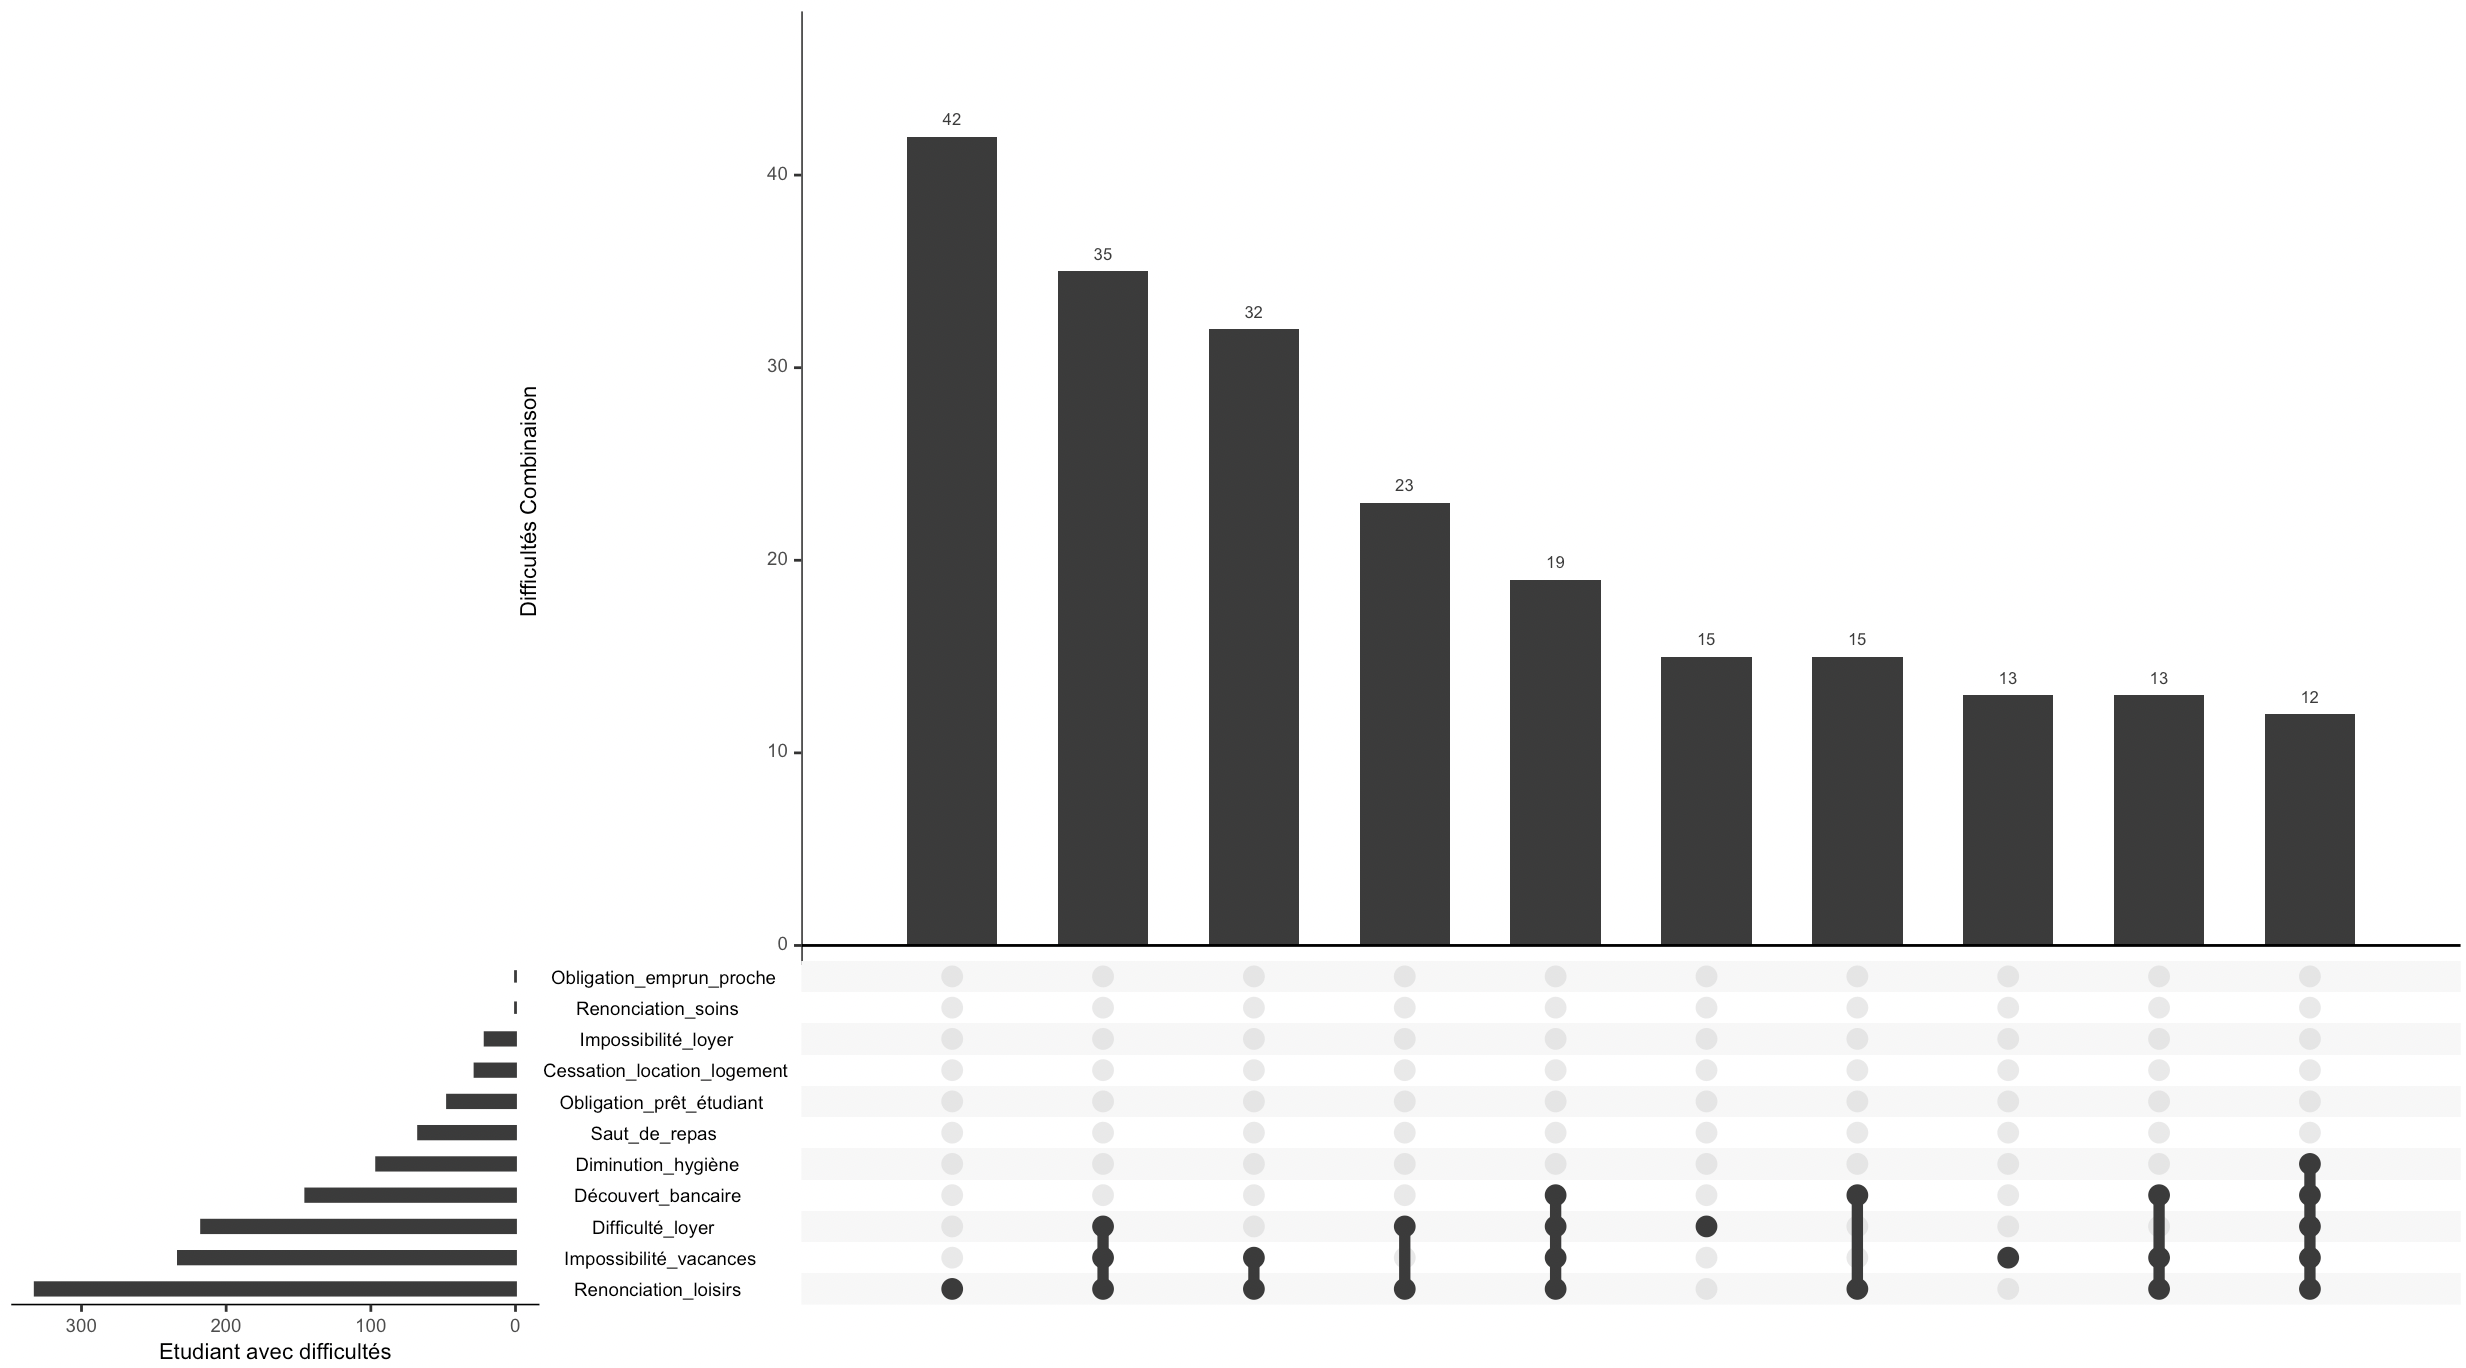 42
35
32
23
19
15
15
13
13
12
40
30
20
10
0
Difficultés Combinaison
Obligation_emprun_proche
Renonciation_soins
Impossibilité_loyer
Cessation_location_logement
Obligation_prêt_étudiant
Saut_de_repas
Diminution_hygiène
Découvert_bancaire
Difficulté_loyer
Impossibilité_vacances
Renonciation_loisirs
300 200 100 0
Etudiant avec difficultés